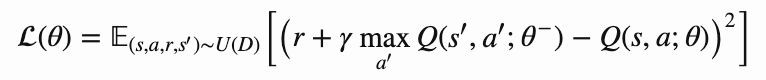 ℒ(θ) = 𝔼_{(s,a,r,s′)∼U(D)} [ ( r + γ max_{a′} Q(s′, a′; θ⁻) − Q(s, a; θ) )² ]